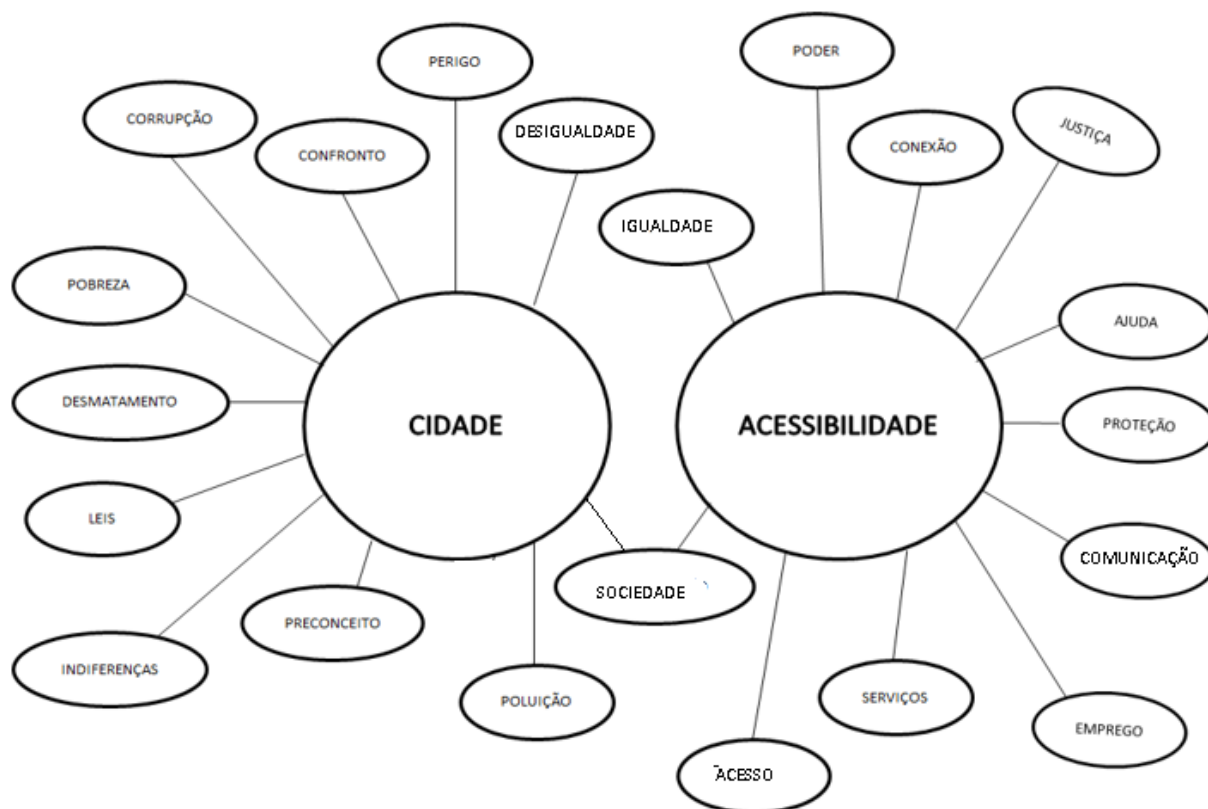 PODER
PERIGO
CORRUPÇÃO
DESIGUALDADE
JUSTIÇA
CONFRONTO
CONEXÃO
IGUALDADE
POBREZA
AJUDA
DESMATAMENTO
CIDADE
ACESSIBILIDADE
PROTEÇÃO
LEIS
COMUNICAÇÃO
SOCIEDADE
PRECONCEITO
INDIFERENÇAS
POLUIÇÃO
SERVIÇOS
EMPREGO
ACESSO